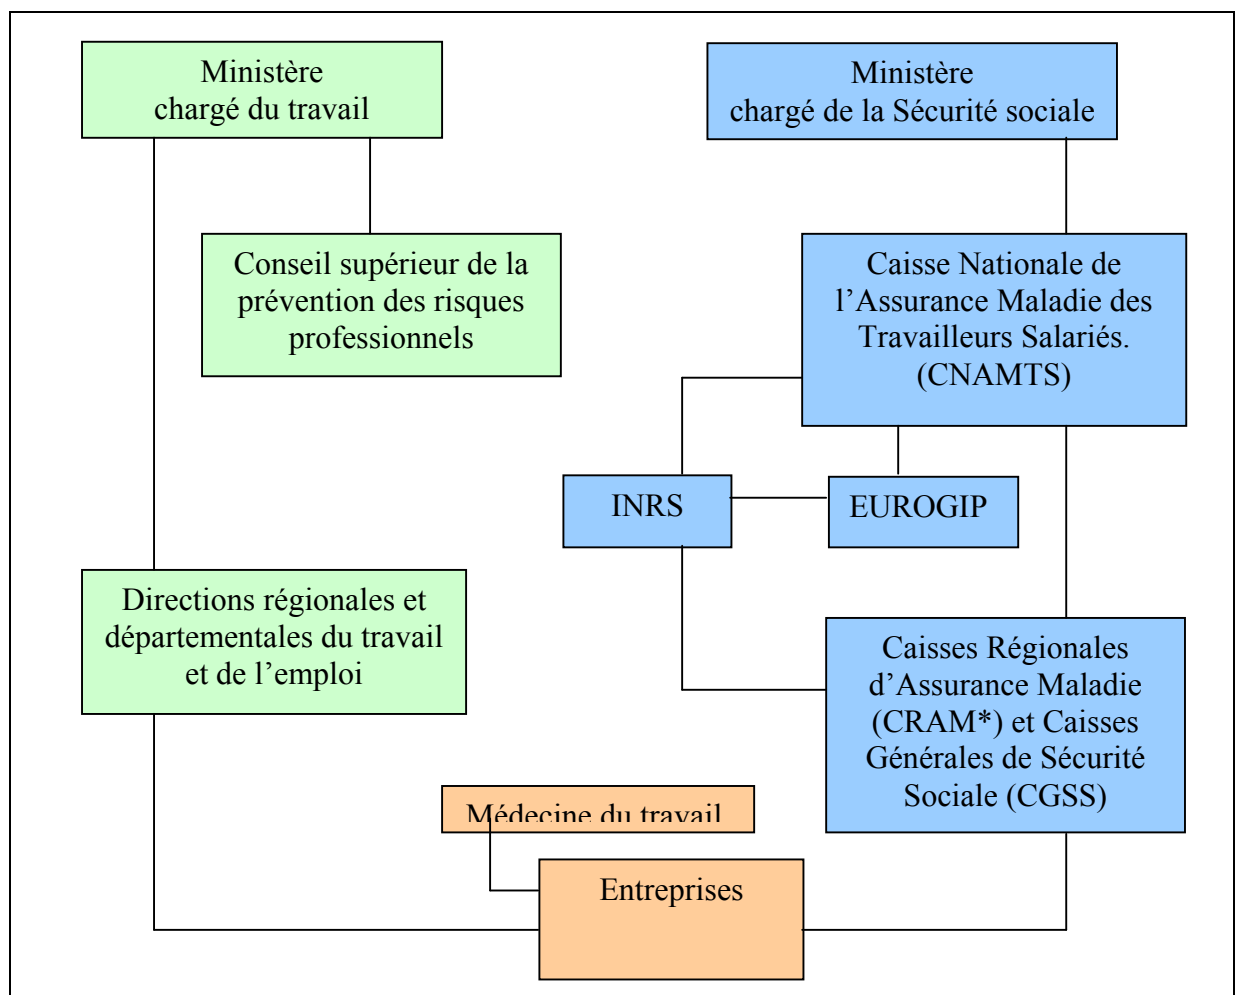 Ministère
chargé du travail
Ministère
chargé de la Sécurité sociale
Conseil supérieur de la
prévention des risques
professionnels
Caisse Nationale de
l’Assurance Maladie des
Travailleurs Salariés.
(CNAMTS)
INRS
EUROGIP
Directions régionales et
départementales du travail
et de l’emploi
Caisses Régionales
d’Assurance Maladie
(CRAM*) et Caisses
Générales de Sécurité
Sociale (CGSS)
Médecine du travail
Entreprises